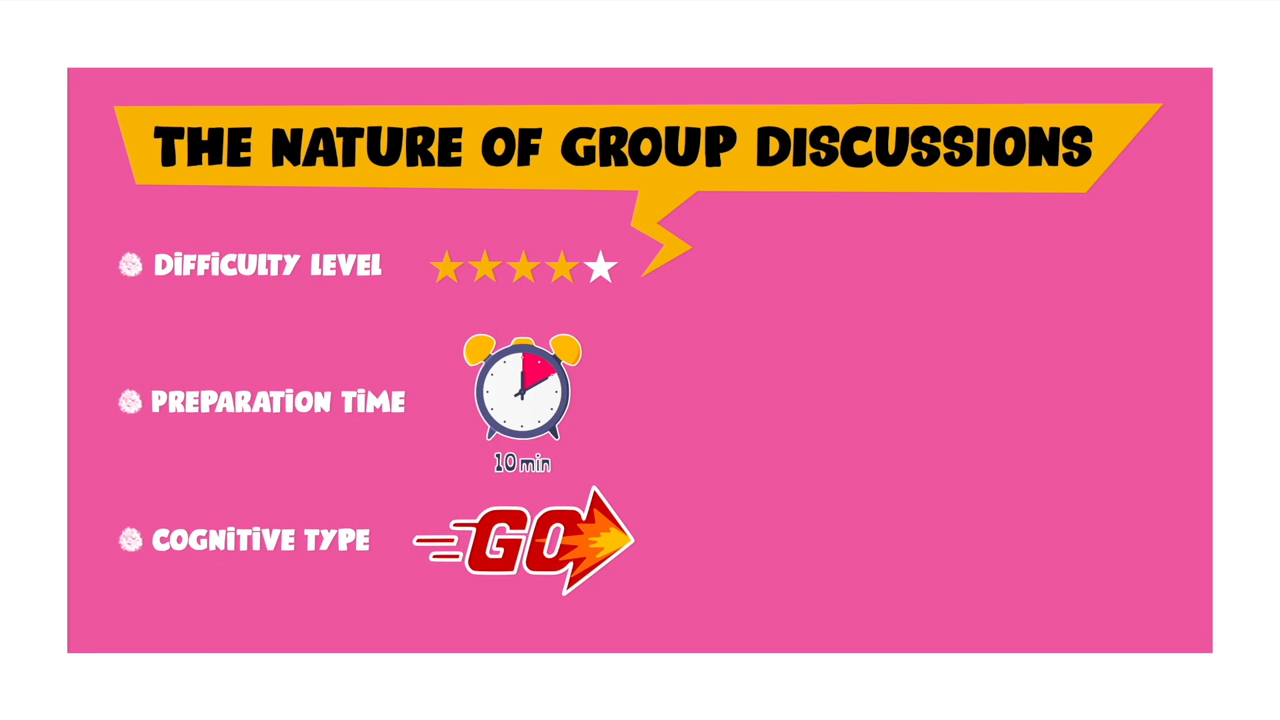 THE NATURE OF GROUP DISCUSSIONS
DiFFiCULTY LEVEL
PREPARATiON TiME
10 min
COGNiTiVE TYPE
GO